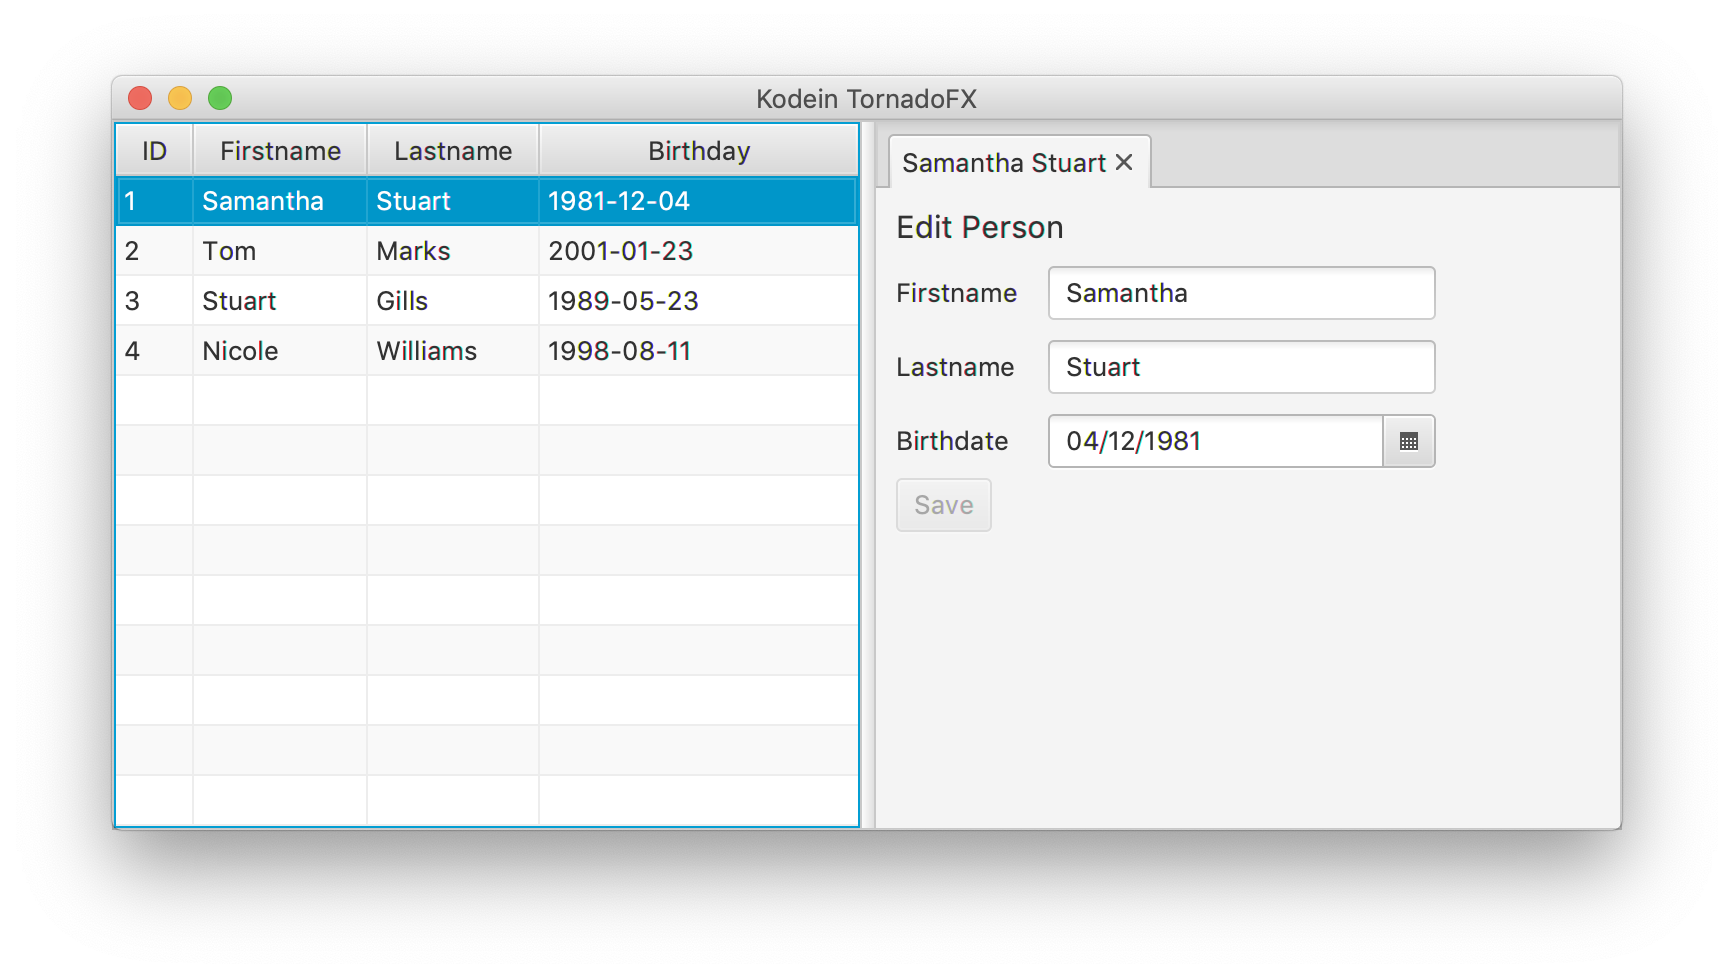 Kodein TornadoFX
ID Firstname Lastname Birthday
1 Samantha Stuart 1981-12-04
2 Tom Marks 2001-01-23
3 Stuart Gills 1989-05-23
4 Nicole Williams 1998-08-11
Samantha Stuart
Edit Person
Firstname Samantha
Lastname Stuart
Birthdate 04/12/1981
Save